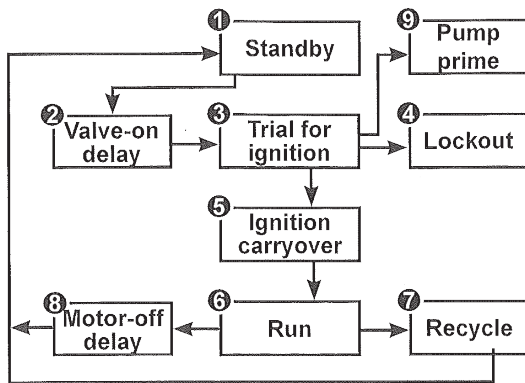 1
Standby
9
Pump
prime
2
Valve-on
delay
3
Trial for
ignition
4
Lockout
5
Ignition
carryover
8
Motor-off
delay
6
Run
7
Recycle